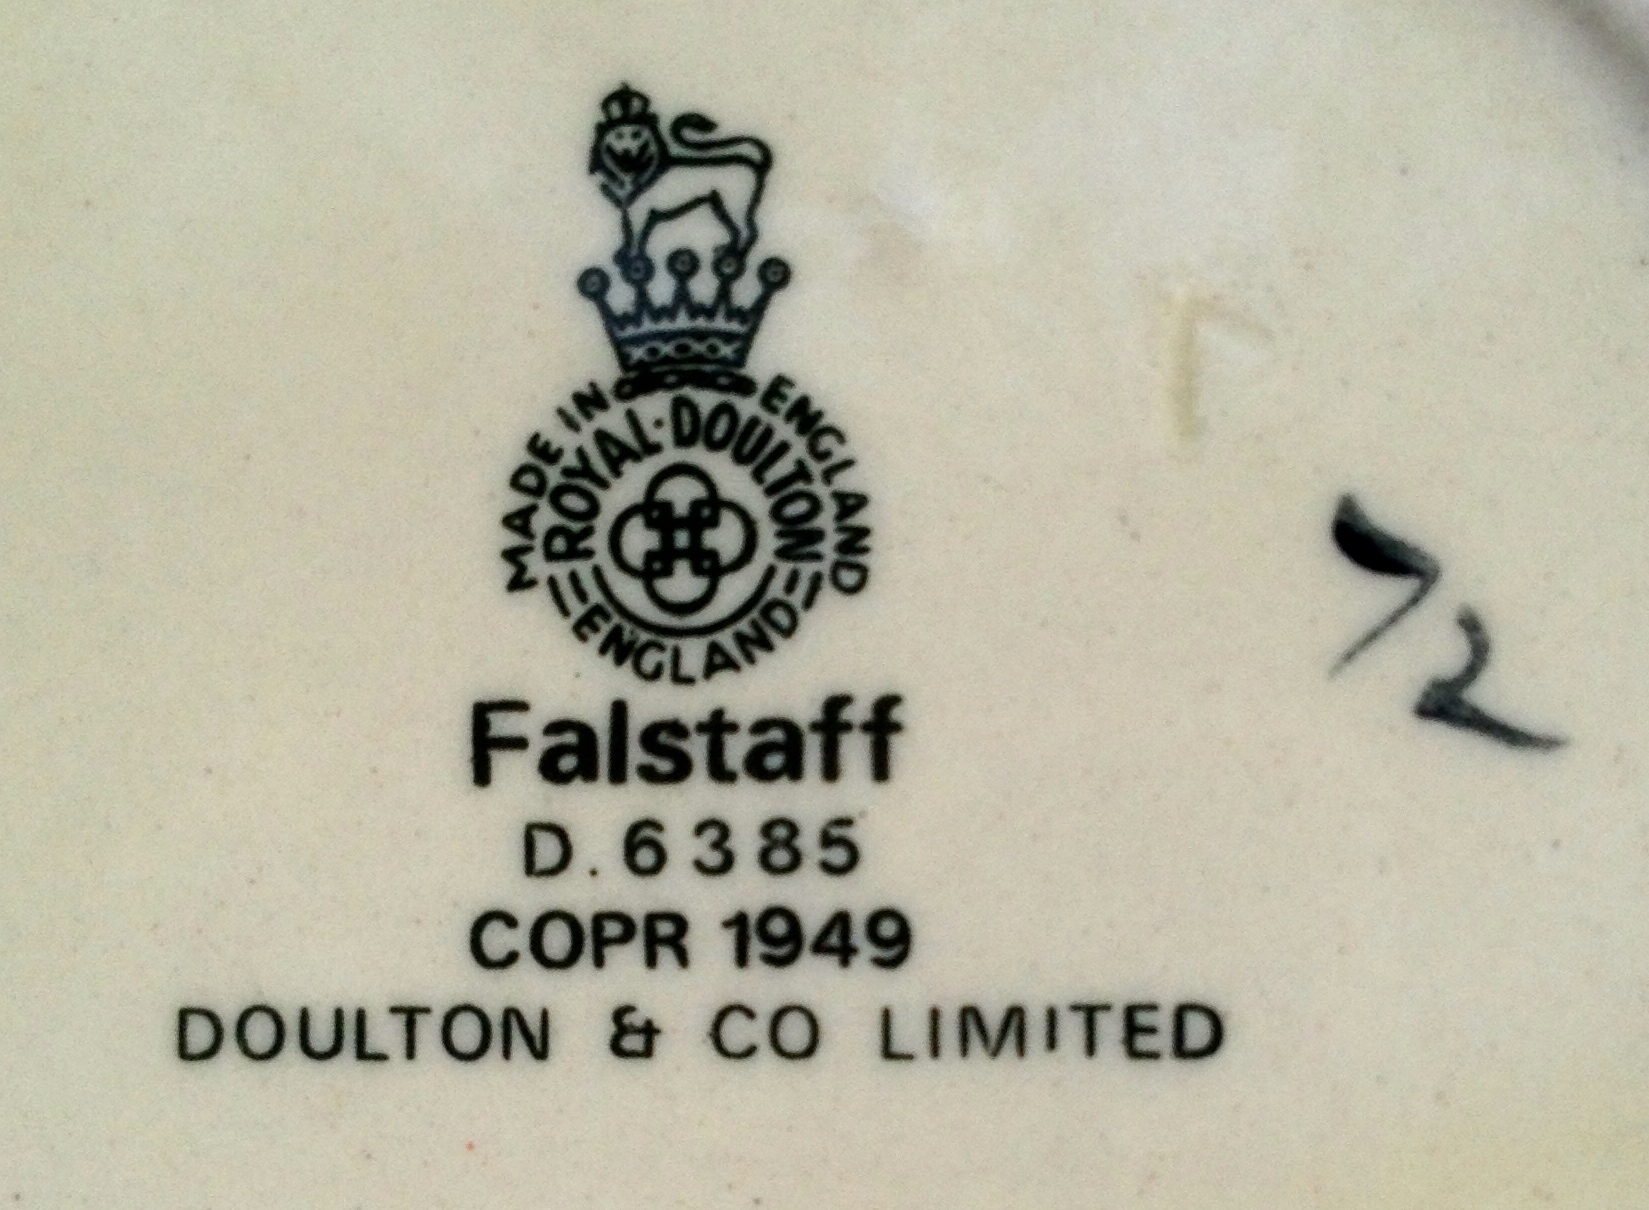 MADE IN ENGLAND
ROYAL·DOULTON
ENGLAND
Falstaff
D.6385
COPR 1949
DOULTON & CO LIMITED
72